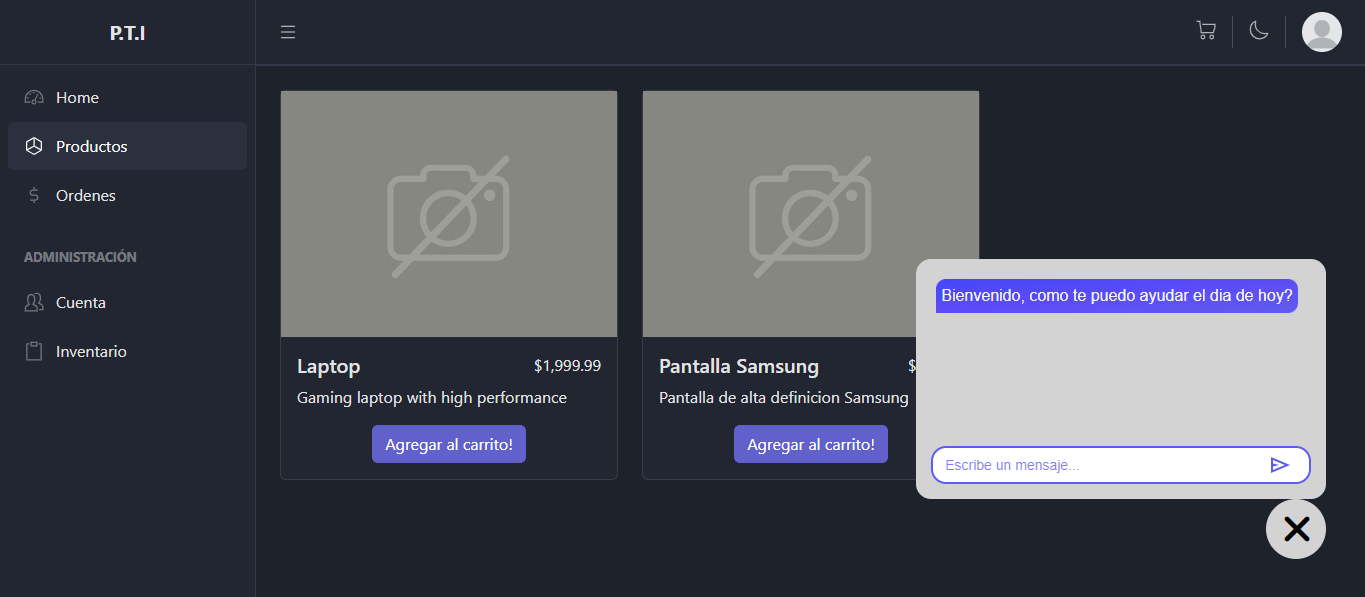 P.T.I
Home
Productos
Ordenes
ADMINISTRACIÓN
Cuenta
Inventario
Laptop
$1,999.99
Gaming laptop with high performance
Agregar al carrito!
Pantalla Samsung
$
Pantalla de alta definicion Samsung
Agregar al carrito!
Bienvenido, como te puedo ayudar el dia de hoy?
Escribe un mensaje...